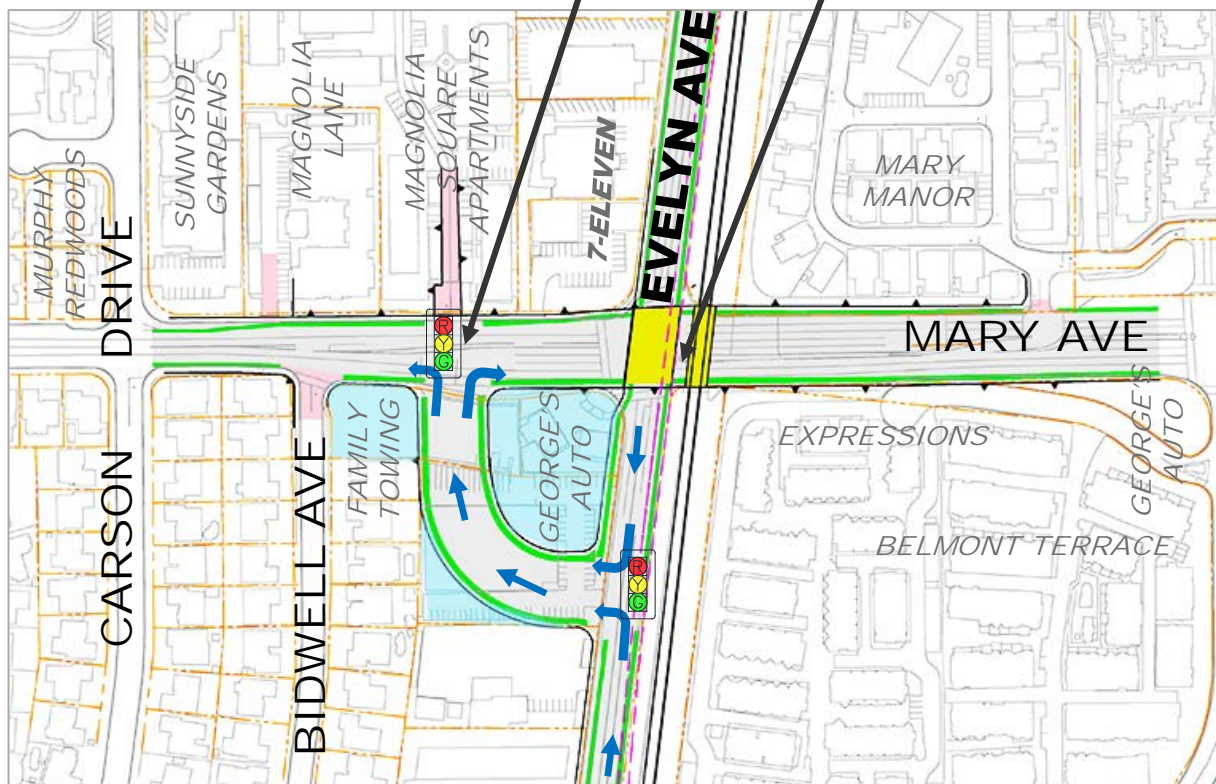 MURPHY
REDWOODS
SUNNYSIDE
GARDENS
MAGNOLIA
LANE
MAGNOLIA
SQUARE
APARTMENTS
7-ELEVEN
EVELYN AVE
MARY
MANOR
CARSON DRIVE
R
Y
G
MARY AVE
BIDWELL AVE
FAMILY
TOWING
GEORGE'S
AUTO
EXPRESSIONS
GEORGE'S
AUTO
BELMONT TERRACE
R
Y
G